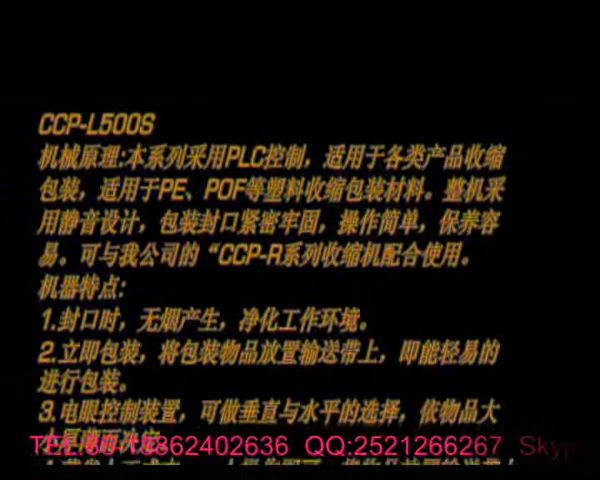 CCP-L500S
机械原理:本系列采用PLC控制，适用于各类产品收缩
包装，适用于PE、POF等塑料收缩包装材料。整机采
用静音设计，包装封口紧密牢固，操作简单，保养容
易。可与我公司的“CCP-R系列收缩机配合使用。
机器特点:
1.封口时，无烟产生，净化工作环境。
2.立即包装，将包装物品放置输送带上，即能轻易的
进行包装。
3.电眼控制装置，可做垂直与水平的选择，依物品大
QQ:2521266267 Skyp